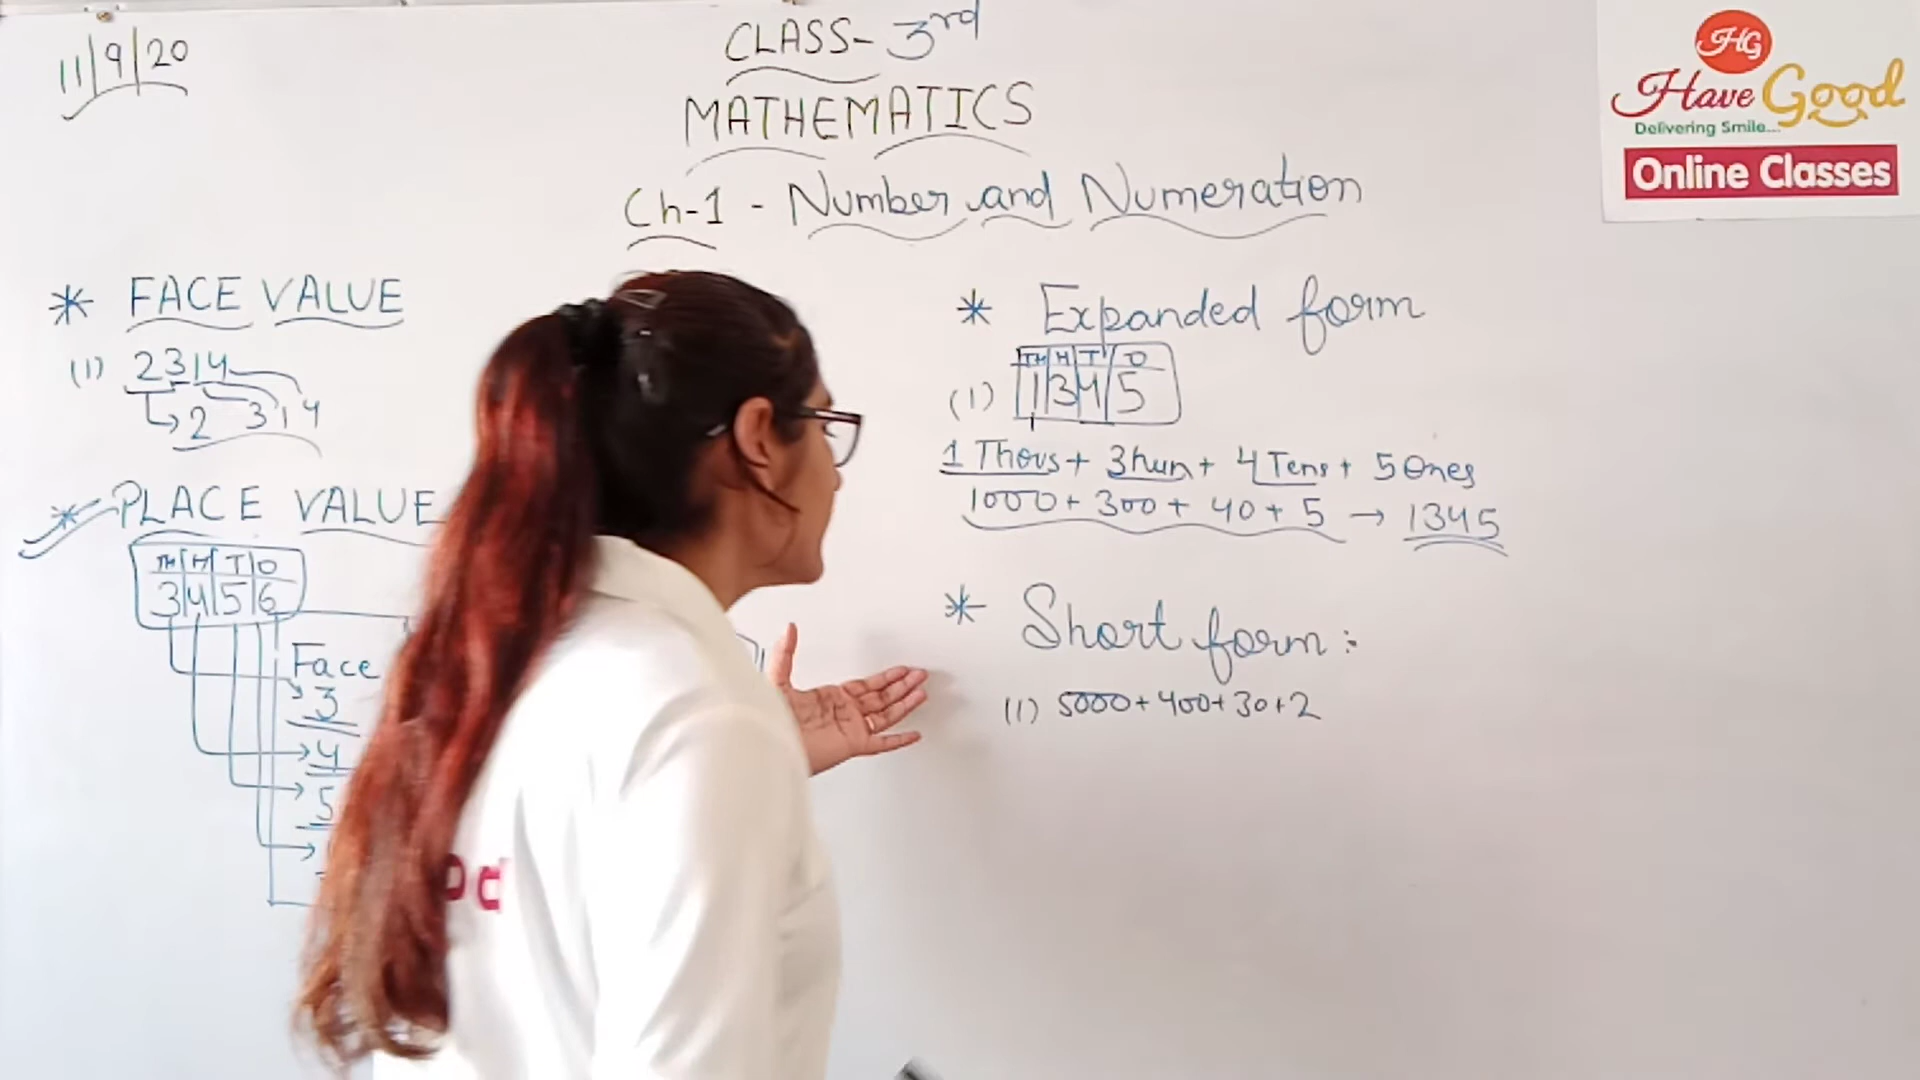 11/9/20
CLASS- 3rd
MATHEMATICS
Ch-1 - Number and Numeration
HG
Have Good
Delivering Smile...
Online Classes
* FACE VALUE
(1) 2314
2 3 1 4
* PLACE VALUE
TH H T O
3 4 5 6
Face
3
4
5
* Expanded form
TH H T O
(1) 1 3 4 5
1 Thous + 3 hun + 4 Tens + 5 Ones
1000 + 300 + 40 + 5 → 1345
* Short form :
(1) 5000 + 400 + 30 + 2